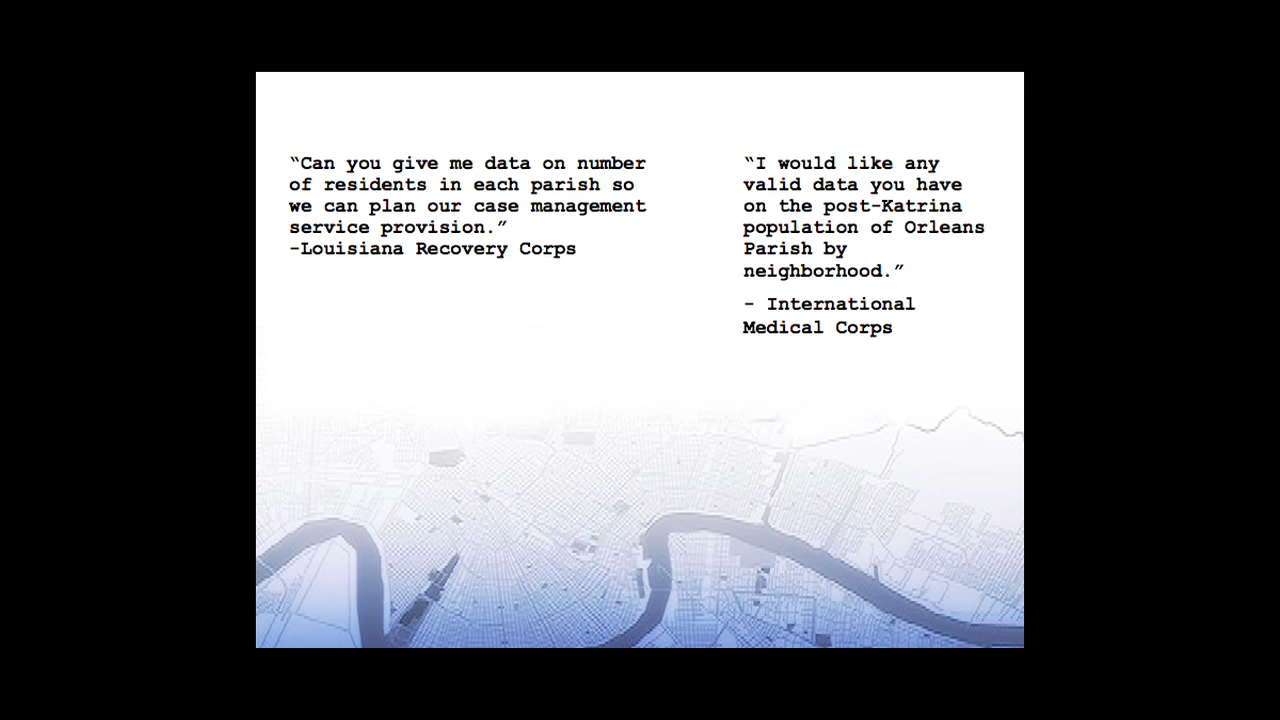 “Can you give me data on number
of residents in each parish so
we can plan our case management
service provision.”
-Louisiana Recovery Corps
“I would like any
valid data you have
on the post-Katrina
population of Orleans
Parish by
neighborhood.”
- International
Medical Corps